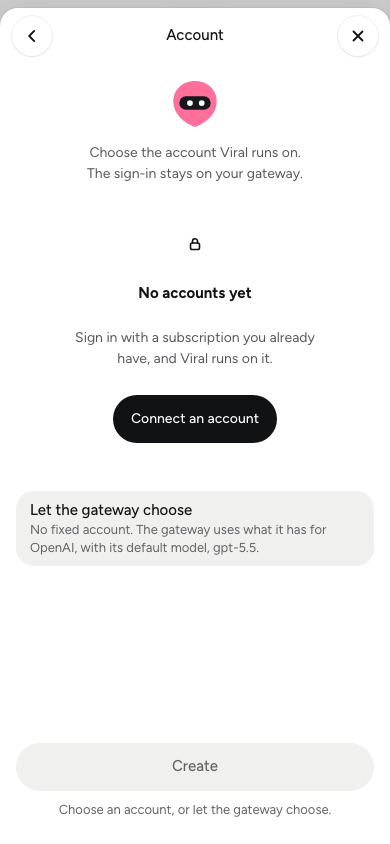 Account
Choose the account Viral runs on.
The sign-in stays on your gateway.
No accounts yet
Sign in with a subscription you already
have, and Viral runs on it.
Connect an account
Let the gateway choose
No fixed account. The gateway uses what it has for
OpenAI, with its default model, gpt-5.5.
Create
Choose an account, or let the gateway choose.